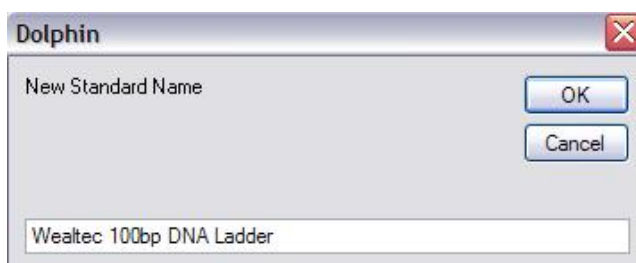 Dolphin
New Standard Name
OK
Cancel
Wealtec 100bp DNA Ladder